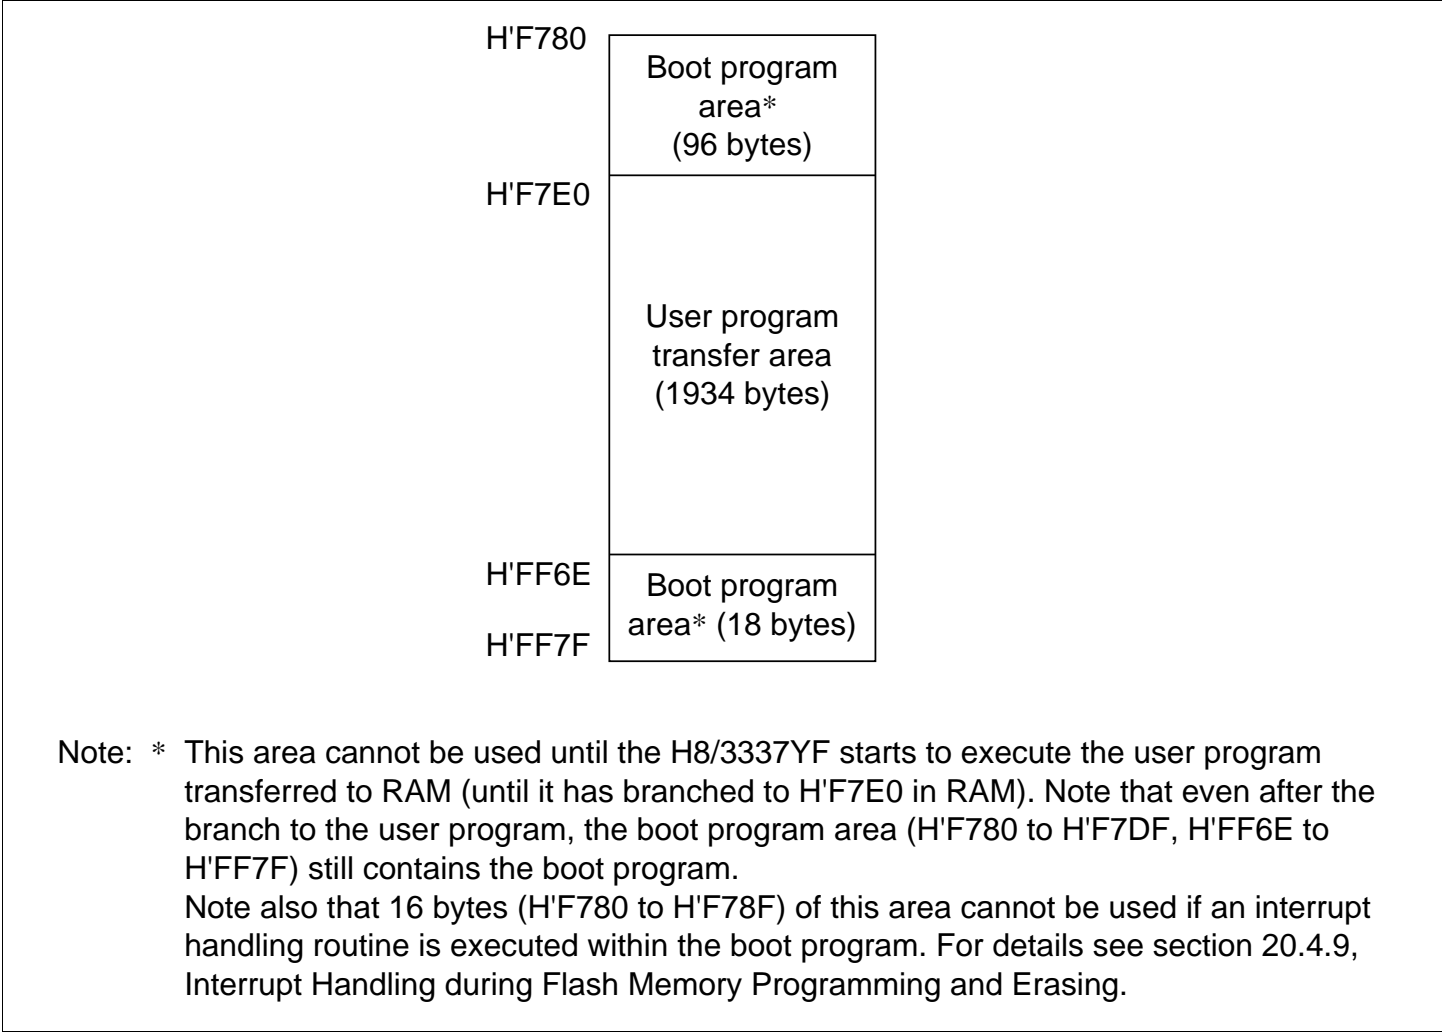 H'F780
Boot program
area*
(96 bytes)
H'F7E0
User program
transfer area
(1934 bytes)
H'FF6E
Boot program
area* (18 bytes)
H'FF7F
Note: * This area cannot be used until the H8/3337YF starts to execute the user program
transferred to RAM (until it has branched to H'F7E0 in RAM). Note that even after the
branch to the user program, the boot program area (H'F780 to H'F7DF, H'FF6E to
H'FF7F) still contains the boot program.
Note also that 16 bytes (H'F780 to H'F78F) of this area cannot be used if an interrupt
handling routine is executed within the boot program. For details see section 20.4.9,
Interrupt Handling during Flash Memory Programming and Erasing.